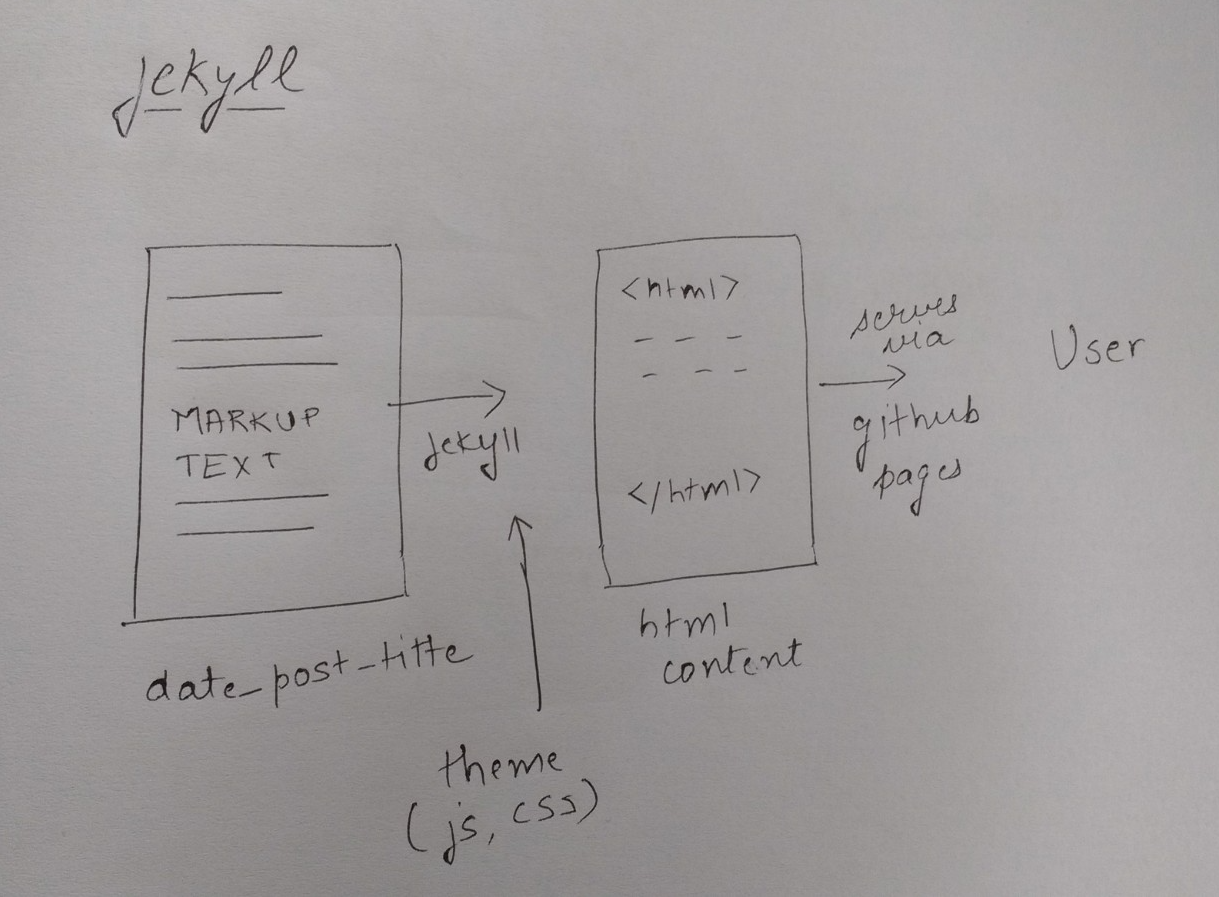 Jekyll
MARKUP
TEXT
date_post-title
Jekyll
theme
(js, css)
<html>
</html>
html
content
serves
via
github
pages
User